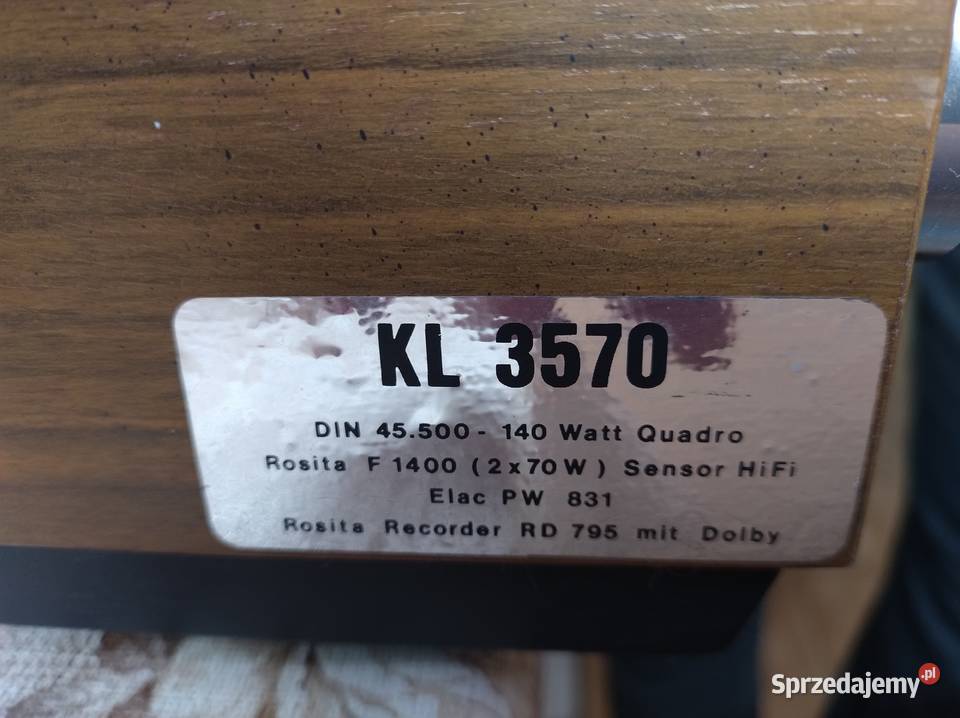 KL 3570
DIN 45.500 - 140 Watt Quadro
Rosita F 1400 (2x70W) Sensor HiFi
Elac PW 831
Rosita Recorder RD 795 mit Dolby
Sprzedajemy.pl